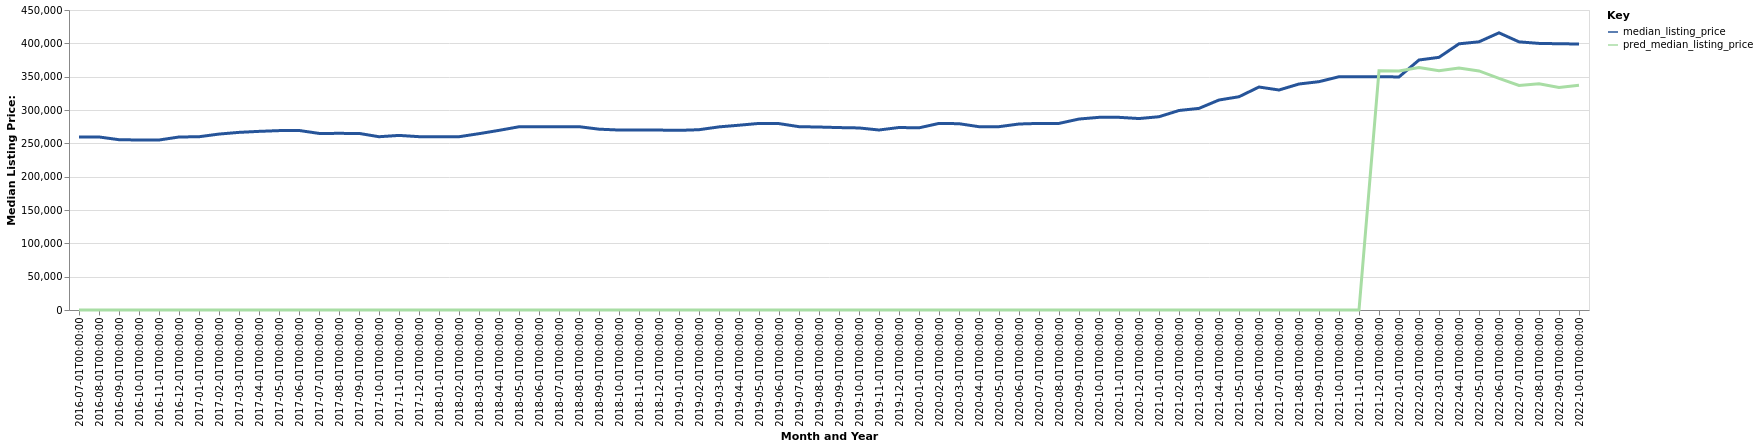 450,000
400,000
350,000
300,000
250,000
200,000
150,000
100,000
50,000
0
Median Listing Price:
2016-07-01T00:00:00
2016-08-01T00:00:00
2016-09-01T00:00:00
2016-10-01T00:00:00
2016-11-01T00:00:00
2016-12-01T00:00:00
2017-01-01T00:00:00
2017-02-01T00:00:00
2017-03-01T00:00:00
2017-04-01T00:00:00
2017-05-01T00:00:00
2017-06-01T00:00:00
2017-07-01T00:00:00
2017-08-01T00:00:00
2017-09-01T00:00:00
2017-10-01T00:00:00
2017-11-01T00:00:00
2017-12-01T00:00:00
2018-01-01T00:00:00
2018-02-01T00:00:00
2018-03-01T00:00:00
2018-04-01T00:00:00
2018-05-01T00:00:00
2018-06-01T00:00:00
2018-07-01T00:00:00
2018-08-01T00:00:00
2018-09-01T00:00:00
2018-10-01T00:00:00
2018-11-01T00:00:00
2018-12-01T00:00:00
2019-01-01T00:00:00
2019-02-01T00:00:00
2019-03-01T00:00:00
2019-04-01T00:00:00
2019-05-01T00:00:00
2019-06-01T00:00:00
2019-07-01T00:00:00
2019-08-01T00:00:00
2019-09-01T00:00:00
2019-10-01T00:00:00
2019-11-01T00:00:00
2019-12-01T00:00:00
2020-01-01T00:00:00
2020-02-01T00:00:00
2020-03-01T00:00:00
2020-04-01T00:00:00
2020-05-01T00:00:00
2020-06-01T00:00:00
2020-07-01T00:00:00
2020-08-01T00:00:00
2020-09-01T00:00:00
2020-10-01T00:00:00
2020-11-01T00:00:00
2020-12-01T00:00:00
2021-01-01T00:00:00
2021-02-01T00:00:00
2021-03-01T00:00:00
2021-04-01T00:00:00
2021-05-01T00:00:00
2021-06-01T00:00:00
2021-07-01T00:00:00
2021-08-01T00:00:00
2021-09-01T00:00:00
2021-10-01T00:00:00
2021-11-01T00:00:00
2021-12-01T00:00:00
2022-01-01T00:00:00
2022-02-01T00:00:00
2022-03-01T00:00:00
2022-04-01T00:00:00
2022-05-01T00:00:00
2022-06-01T00:00:00
2022-07-01T00:00:00
2022-08-01T00:00:00
2022-09-01T00:00:00
2022-10-01T00:00:00
Month and Year
Key
median_listing_price
pred_median_listing_price